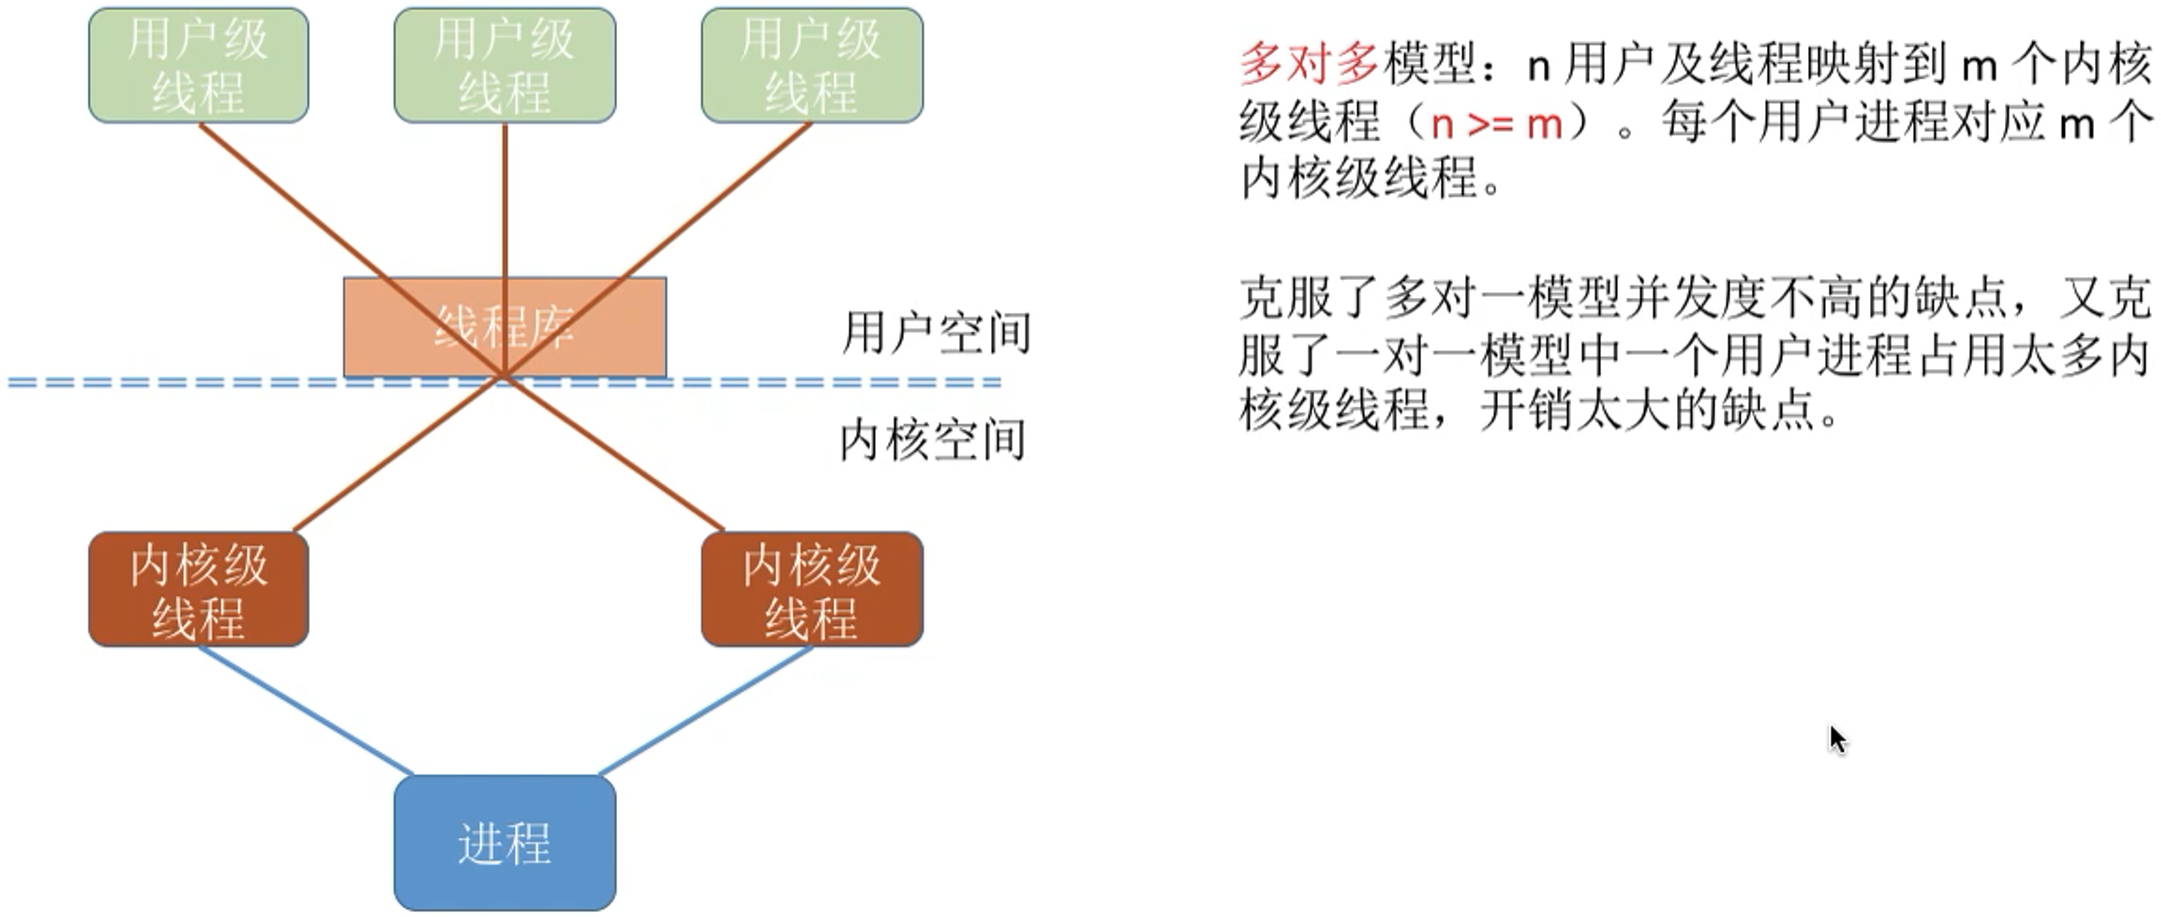 用户级
线程
用户级
线程
用户级
线程
线程库
用户空间
内核空间
内核级
线程
内核级
线程
进程
多对多模型：n 用户及线程映射到 m 个内核
级线程（n >= m）。每个用户进程对应 m 个
内核级线程。
克服了多对一模型并发度不高的缺点，又克
服了一对一模型中一个用户进程占用太多内
核级线程，开销太大的缺点。